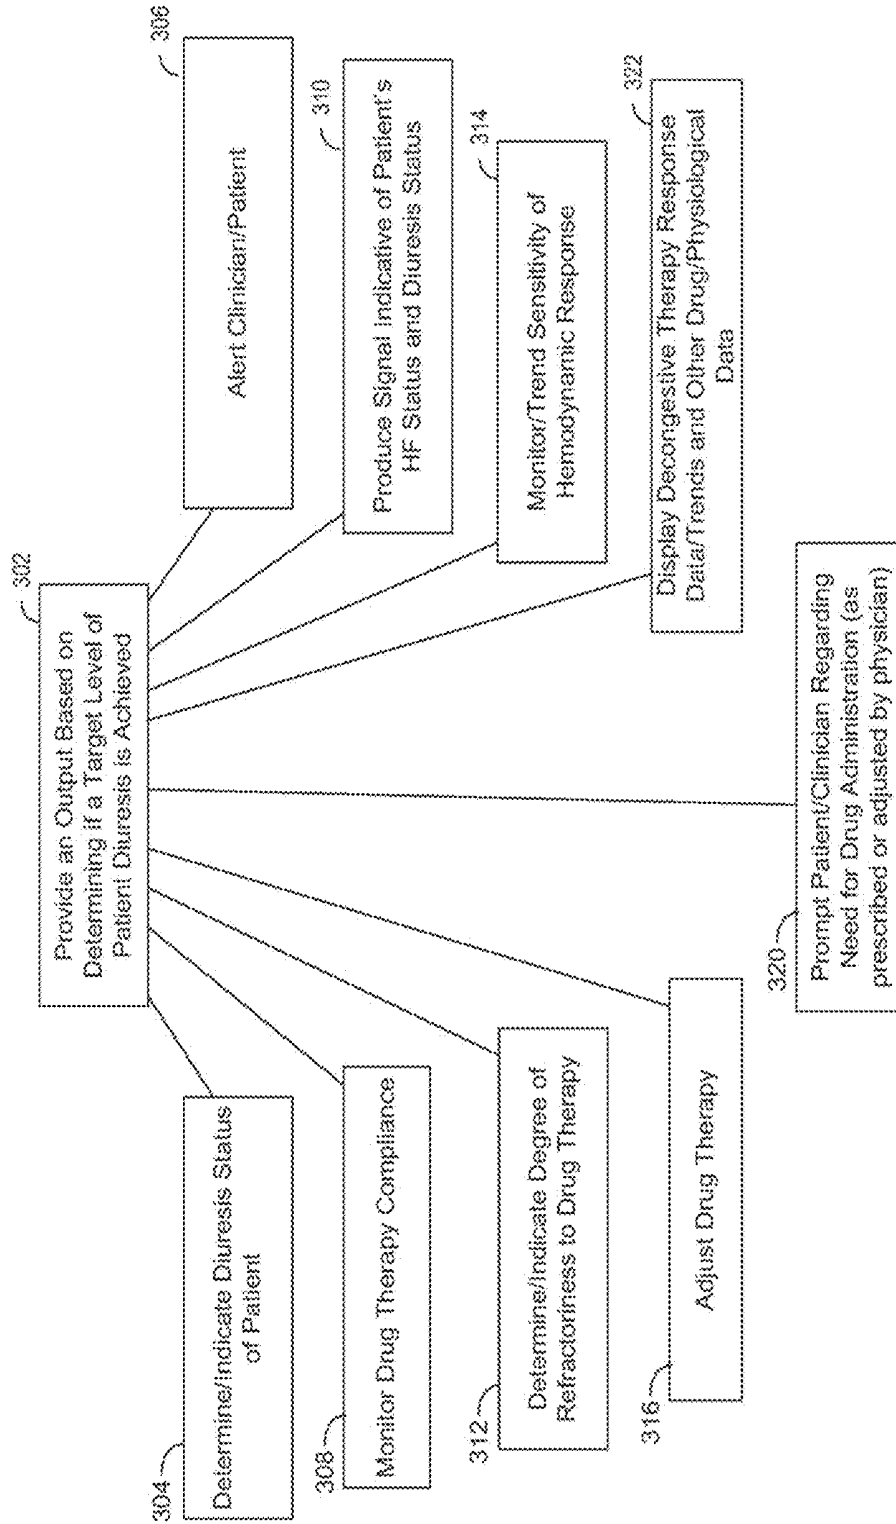 302
Provide an Output Based on
Determining if a Target Level of
Patient Diuresis is Achieved
304
Determine/Indicate Diuresis Status
of Patient
306
Alert Clinician/Patient
308
Monitor Drug Therapy Compliance
310
Produce Signal Indicative of Patient's
HF Status and Diuresis Status
312
Determine/Indicate Degree of
Refractoriness to Drug Therapy
314
Monitor/Trend Sensitivity of
Hemodynamic Response
316
Adjust Drug Therapy
322
Display Decongestive Therapy Response
Data/Trends and Other Drug/Physiological
Data
320
Prompt Patient/Clinician Regarding
Need for Drug Administration (as
prescribed or adjusted by physician)